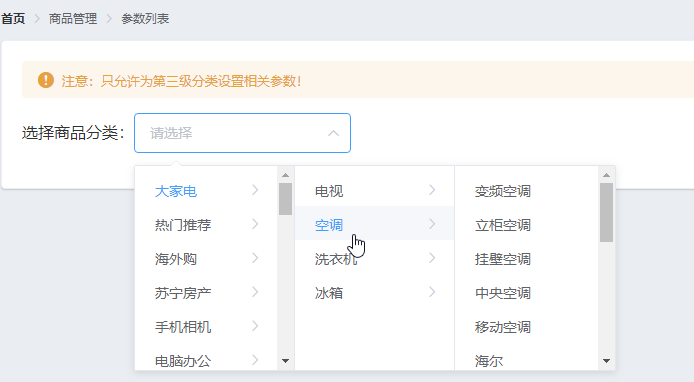 首页 > 商品管理 > 参数列表
注意：只允许为第三级分类设置相关参数！
选择商品分类： 请选择
大家电 电视 变频空调
热门推荐 空调 立柜空调
海外购 洗衣机 挂壁空调
苏宁房产 冰箱 中央空调
手机相机 移动空调
电脑办公 海尔